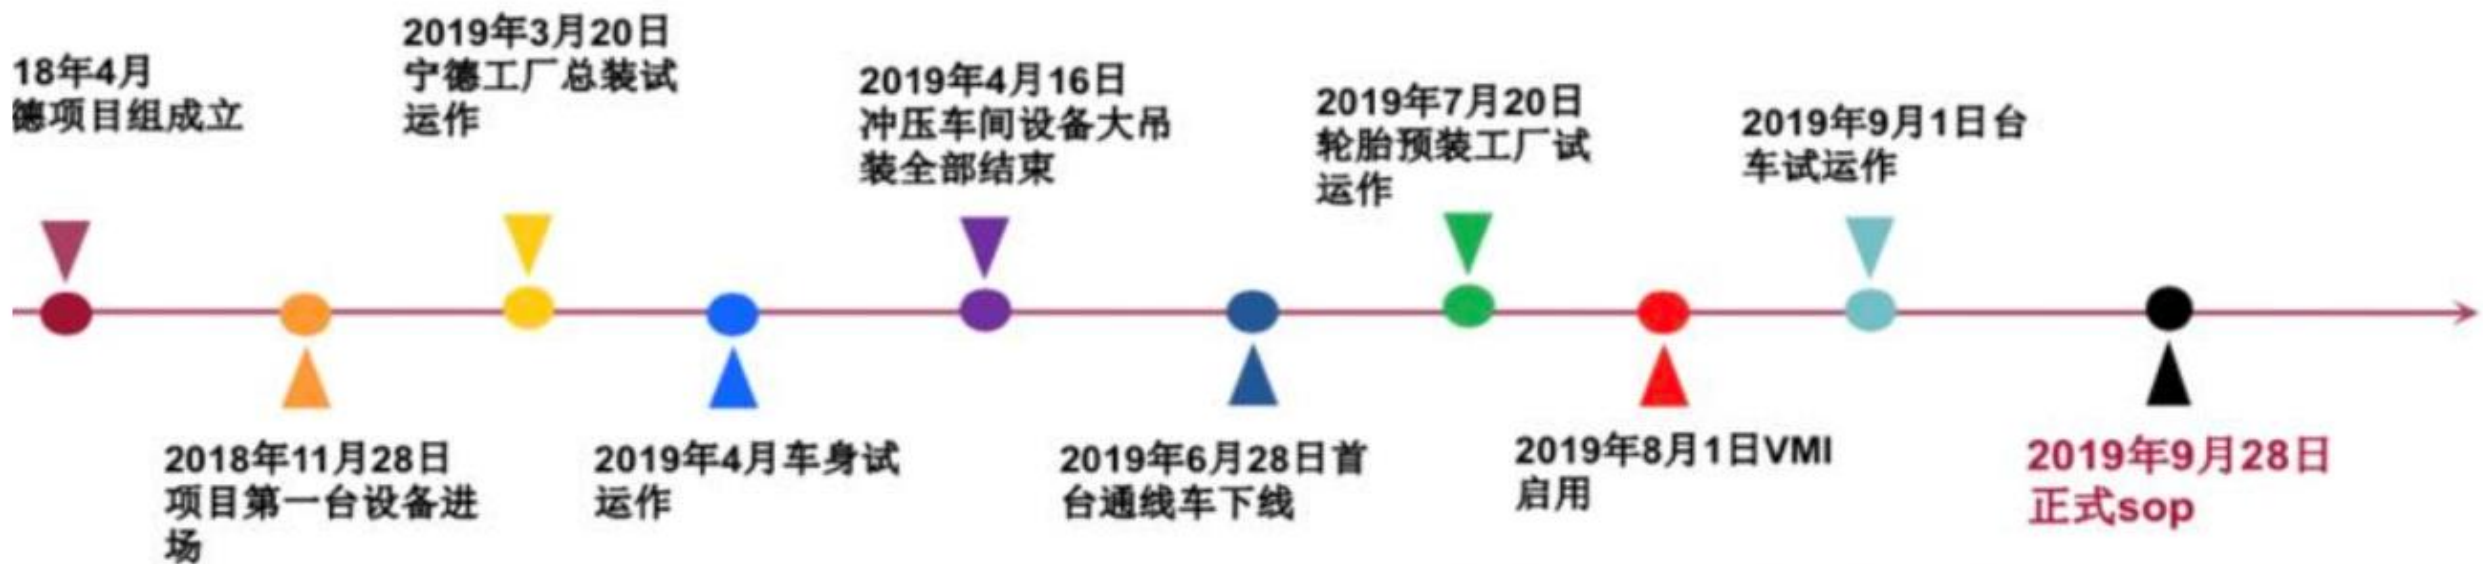 18年4月
德项目组成立
2019年3月20日
宁德工厂总装试
运作
2019年4月16日
冲压车间设备大吊
装全部结束
2019年7月20日
轮胎预装工厂试
运作
2019年9月1日台
车试运作
2018年11月28日
项目第一台设备进
场
2019年4月车身试
运作
2019年6月28日首
台通线车下线
2019年8月1日VMI
启用
2019年9月28日
正式sop